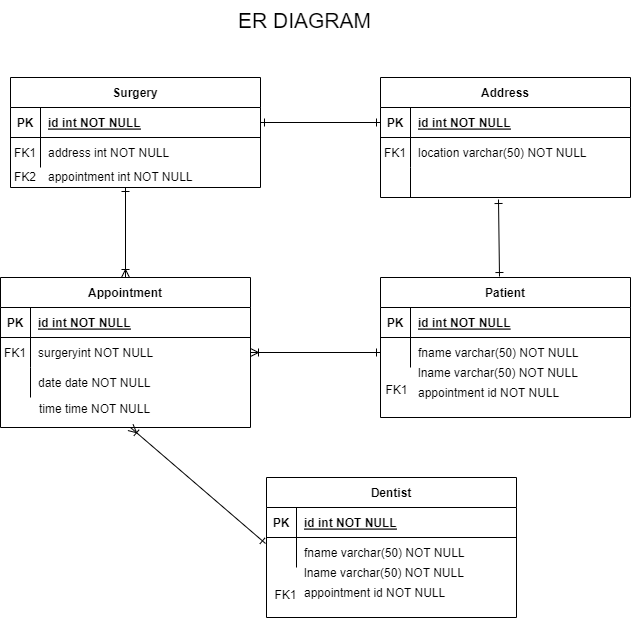 ER DIAGRAM
Surgery
PK id int NOT NULL
FK1 address int NOT NULL
FK2 appointment int NOT NULL
Address
PK id int NOT NULL
FK1 location varchar(50) NOT NULL
Appointment
PK id int NOT NULL
FK1 surgeryint NOT NULL
date date NOT NULL
time time NOT NULL
Patient
PK id int NOT NULL
fname varchar(50) NOT NULL
lname varchar(50) NOT NULL
FK1 appointment id NOT NULL
Dentist
PK id int NOT NULL
fname varchar(50) NOT NULL
lname varchar(50) NOT NULL
FK1 appointment id NOT NULL